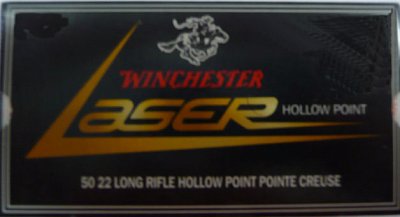 WINCHESTER
LASER HOLLOW POINT
50 22 LONG RIFLE HOLLOW POINT POINTE CREUSE